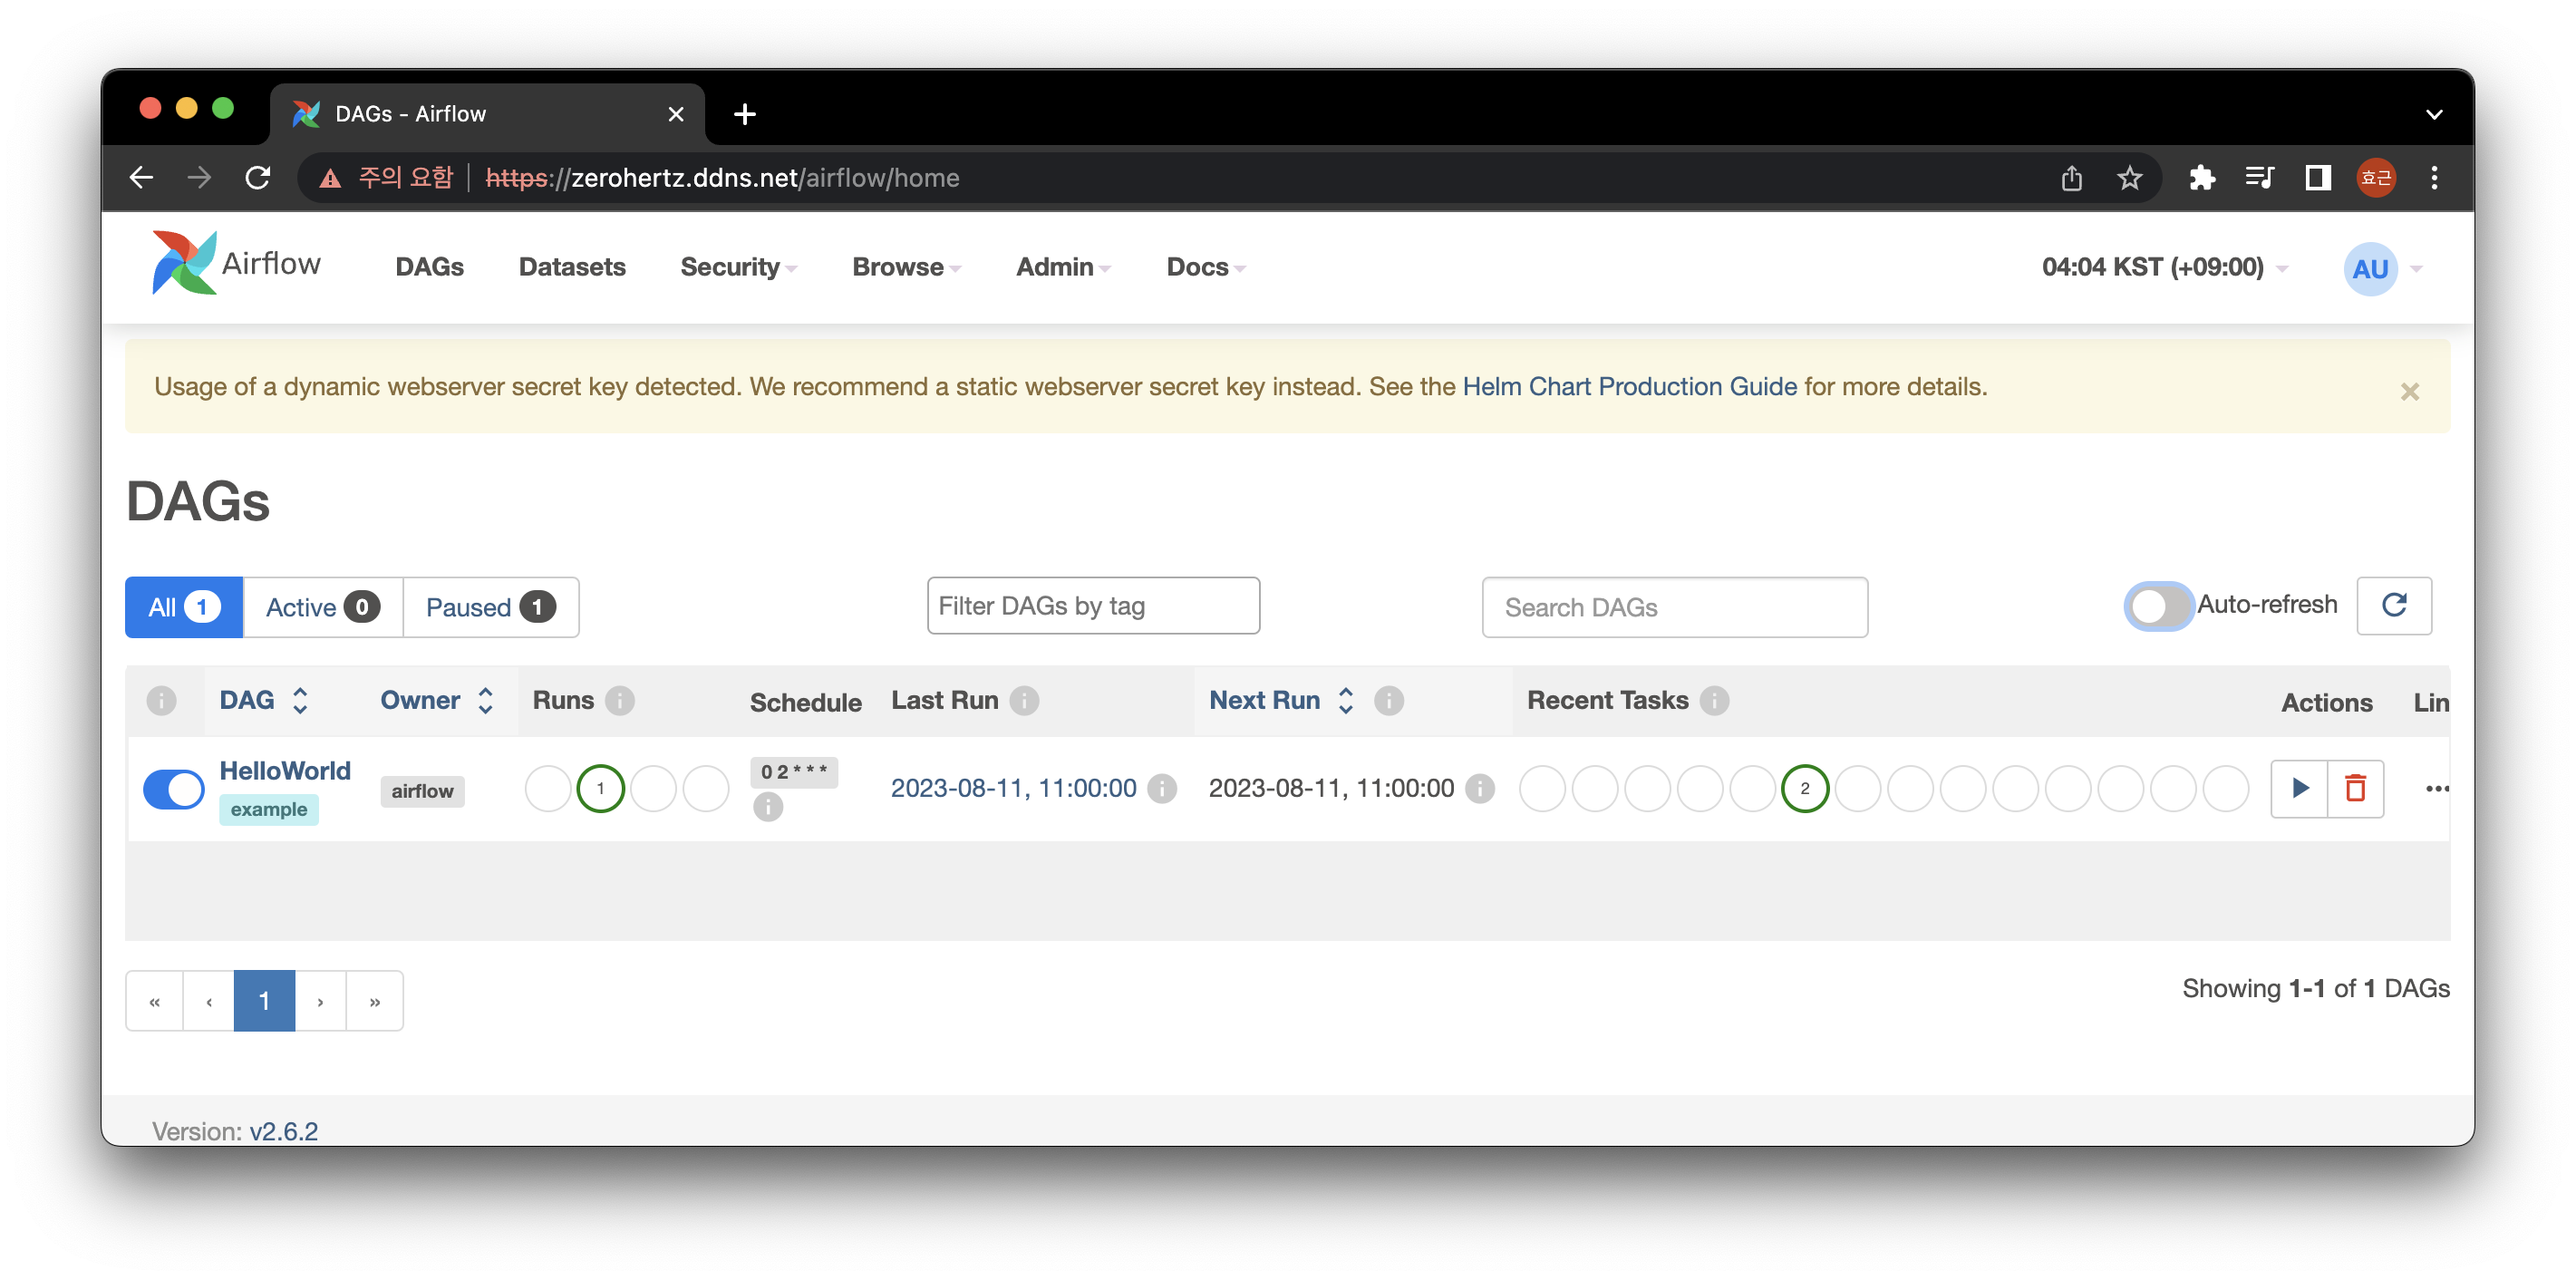 DAGs - Airflow
주의 요함 https://zerohertz.ddns.net/airflow/home 효근
Airflow DAGs Datasets Security Browse Admin Docs 04:04 KST (+09:00) AU
Usage of a dynamic webserver secret key detected. We recommend a static webserver secret key instead. See the Helm Chart Production Guide for more details.
DAGs
All 1 Active 0 Paused 1 Filter DAGs by tag Search DAGs Auto-refresh
DAG Owner Runs Schedule Last Run Next Run Recent Tasks Actions Lin
HelloWorld airflow 1 0 2 * * * 2023-08-11, 11:00:00 2023-08-11, 11:00:00 2
example
« ‹ 1 › » Showing 1-1 of 1 DAGs
Version: v2.6.2